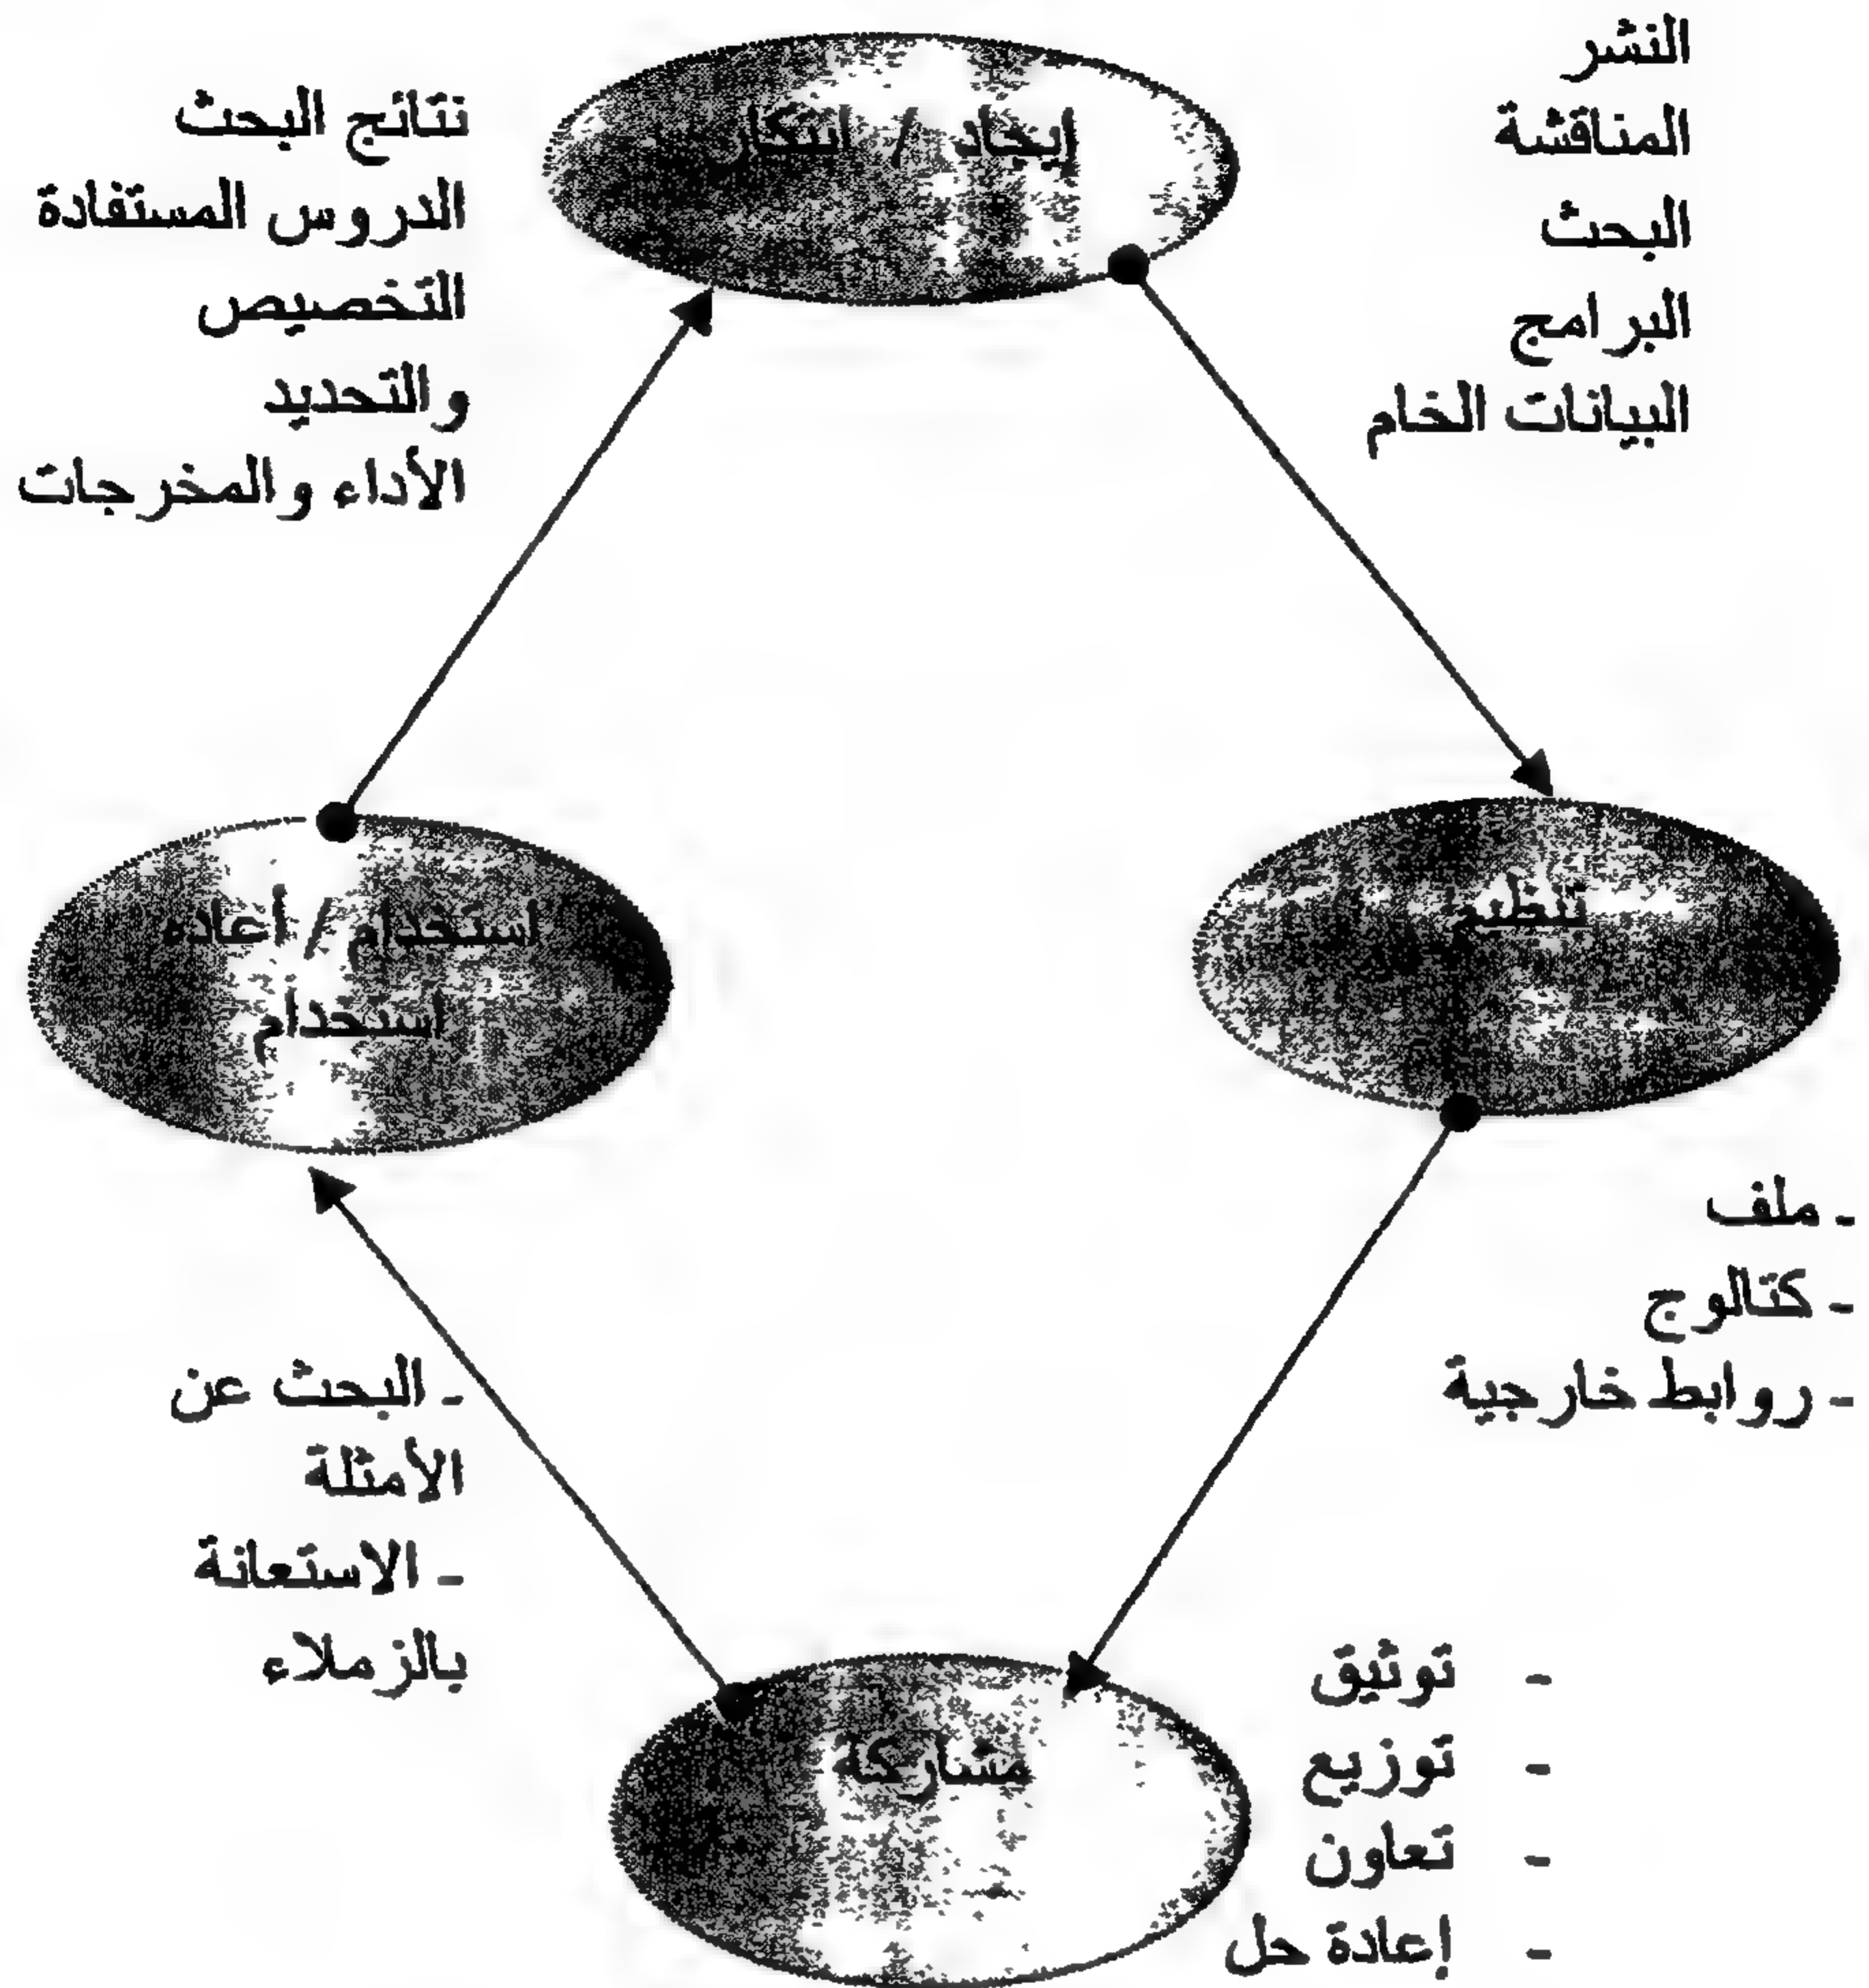 إيجاد / ابتكار
النشر
المناقشة
البحث
البرامج
البيانات الخام
تنظيم
- ملف
- كتالوج
- روابط خارجية
مشاركة
- توثيق
- توزيع
- تعاون
- إعادة حل
- البحث عن
الأمثلة
- الاستعانة
بالزملاء
استخدام / أعاده
استخدام
نتائج البحث
الدروس المستفادة
التخصيص
والتحديد
الأداء والمخرجات